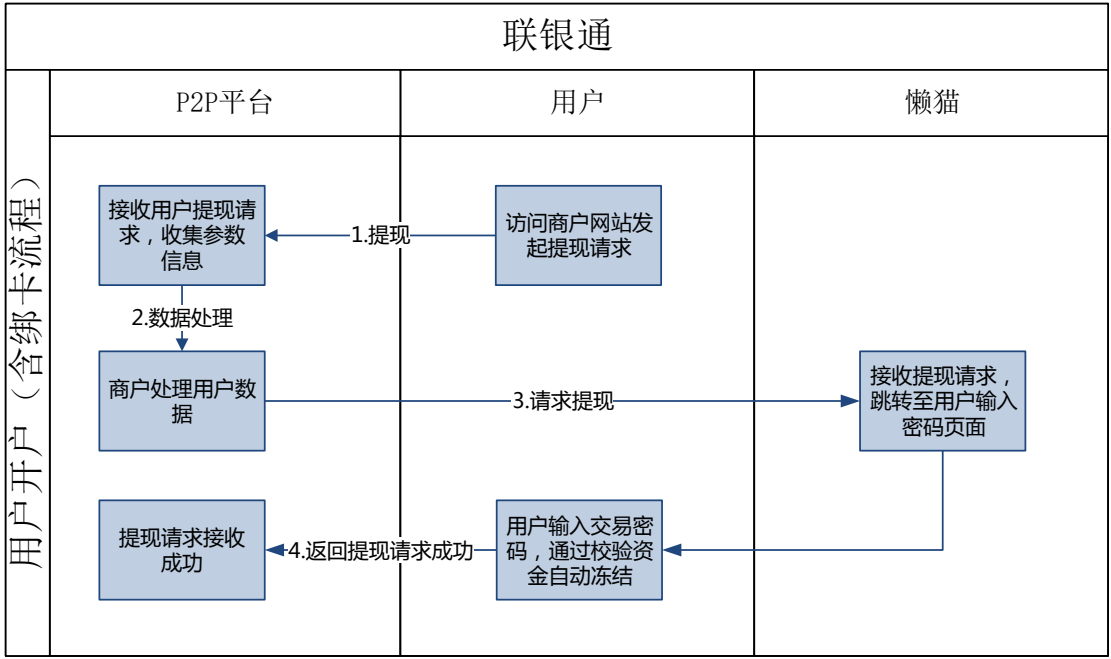 联银通
P2P平台
用户
懒猫
用户开户（含绑卡流程）
接收用户提现请
求，收集参数
信息
1.提现
访问商户网站发
起提现请求
2.数据处理
商户处理用户数
据
3.请求提现
接收提现请求，
跳转至用户输入
密码页面
提现请求接收
成功
4.返回提现请求成功
用户输入交易密
码，通过校验资
金自动冻结